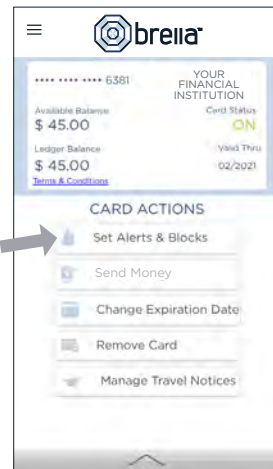 brella
•••• •••• •••• 6381
YOUR
FINANCIAL
INSTITUTION
Available Balance
Card Status
$ 45.00
ON
Ledger Balance
Valid Thru
$ 45.00
02/2021
Terms & Conditions
CARD ACTIONS
Set Alerts & Blocks
Send Money
Change Expiration Date
Remove Card
Manage Travel Notices